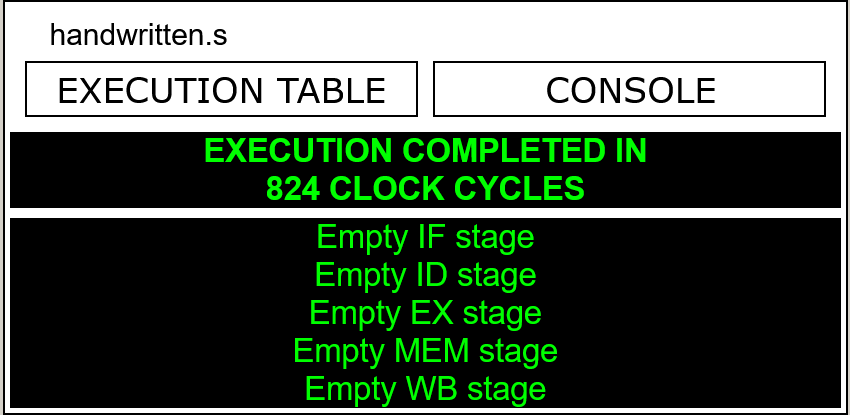 handwritten.s
EXECUTION TABLE
CONSOLE
EXECUTION COMPLETED IN
824 CLOCK CYCLES
Empty IF stage
Empty ID stage
Empty EX stage
Empty MEM stage
Empty WB stage